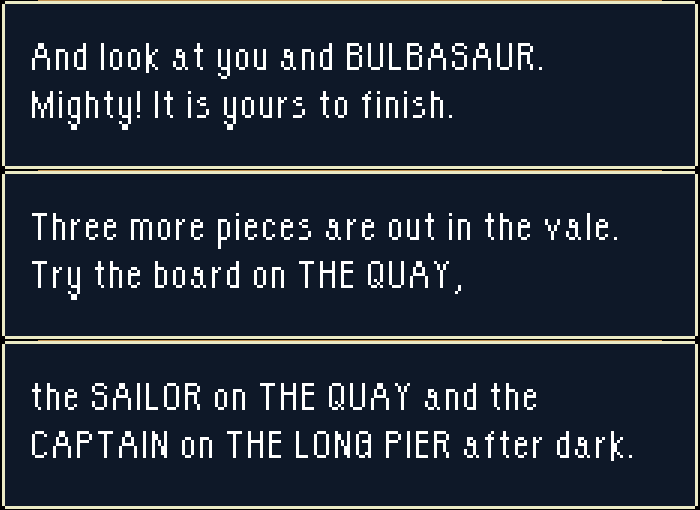 And look at you and BULBASAUR.
Mighty! It is yours to finish.
Three more pieces are out in the vale.
Try the board on THE QUAY,
the SAILOR on THE QUAY and the
CAPTAIN on THE LONG PIER after dark.